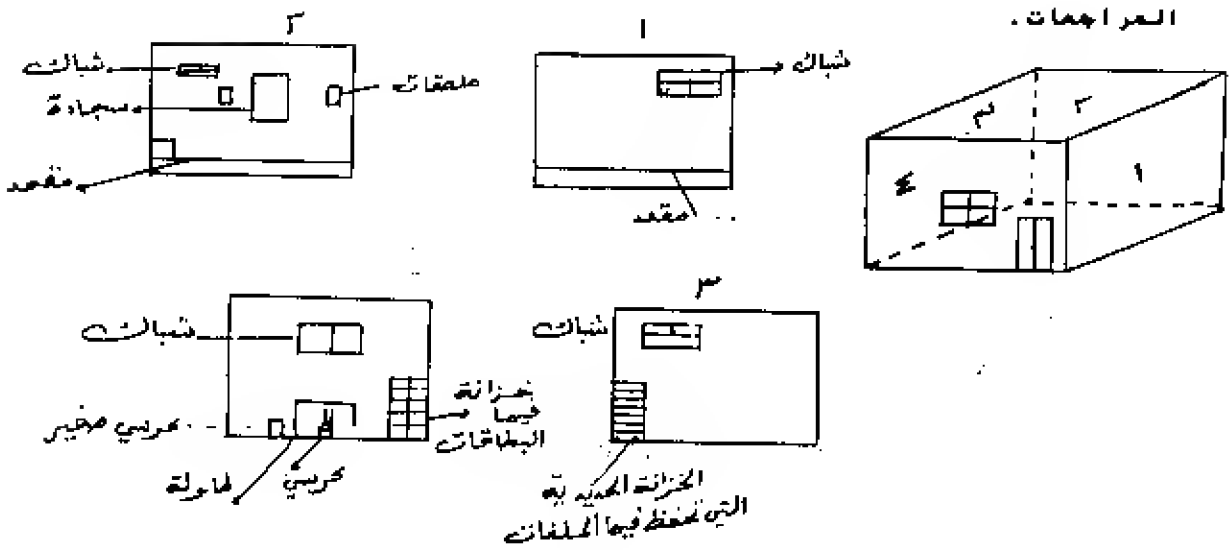 المراجعات.
٢
شباك
ملصقات
سجادة
مقعد
١
شباك
مقعد
٣
٢
١
٤
شباك
كرسي صغير
طاولة
كرسي
خزانة
فيها
البطاقات
٣
شباك
الخزانة الحديدية
التي تحفظ فيها الملفات